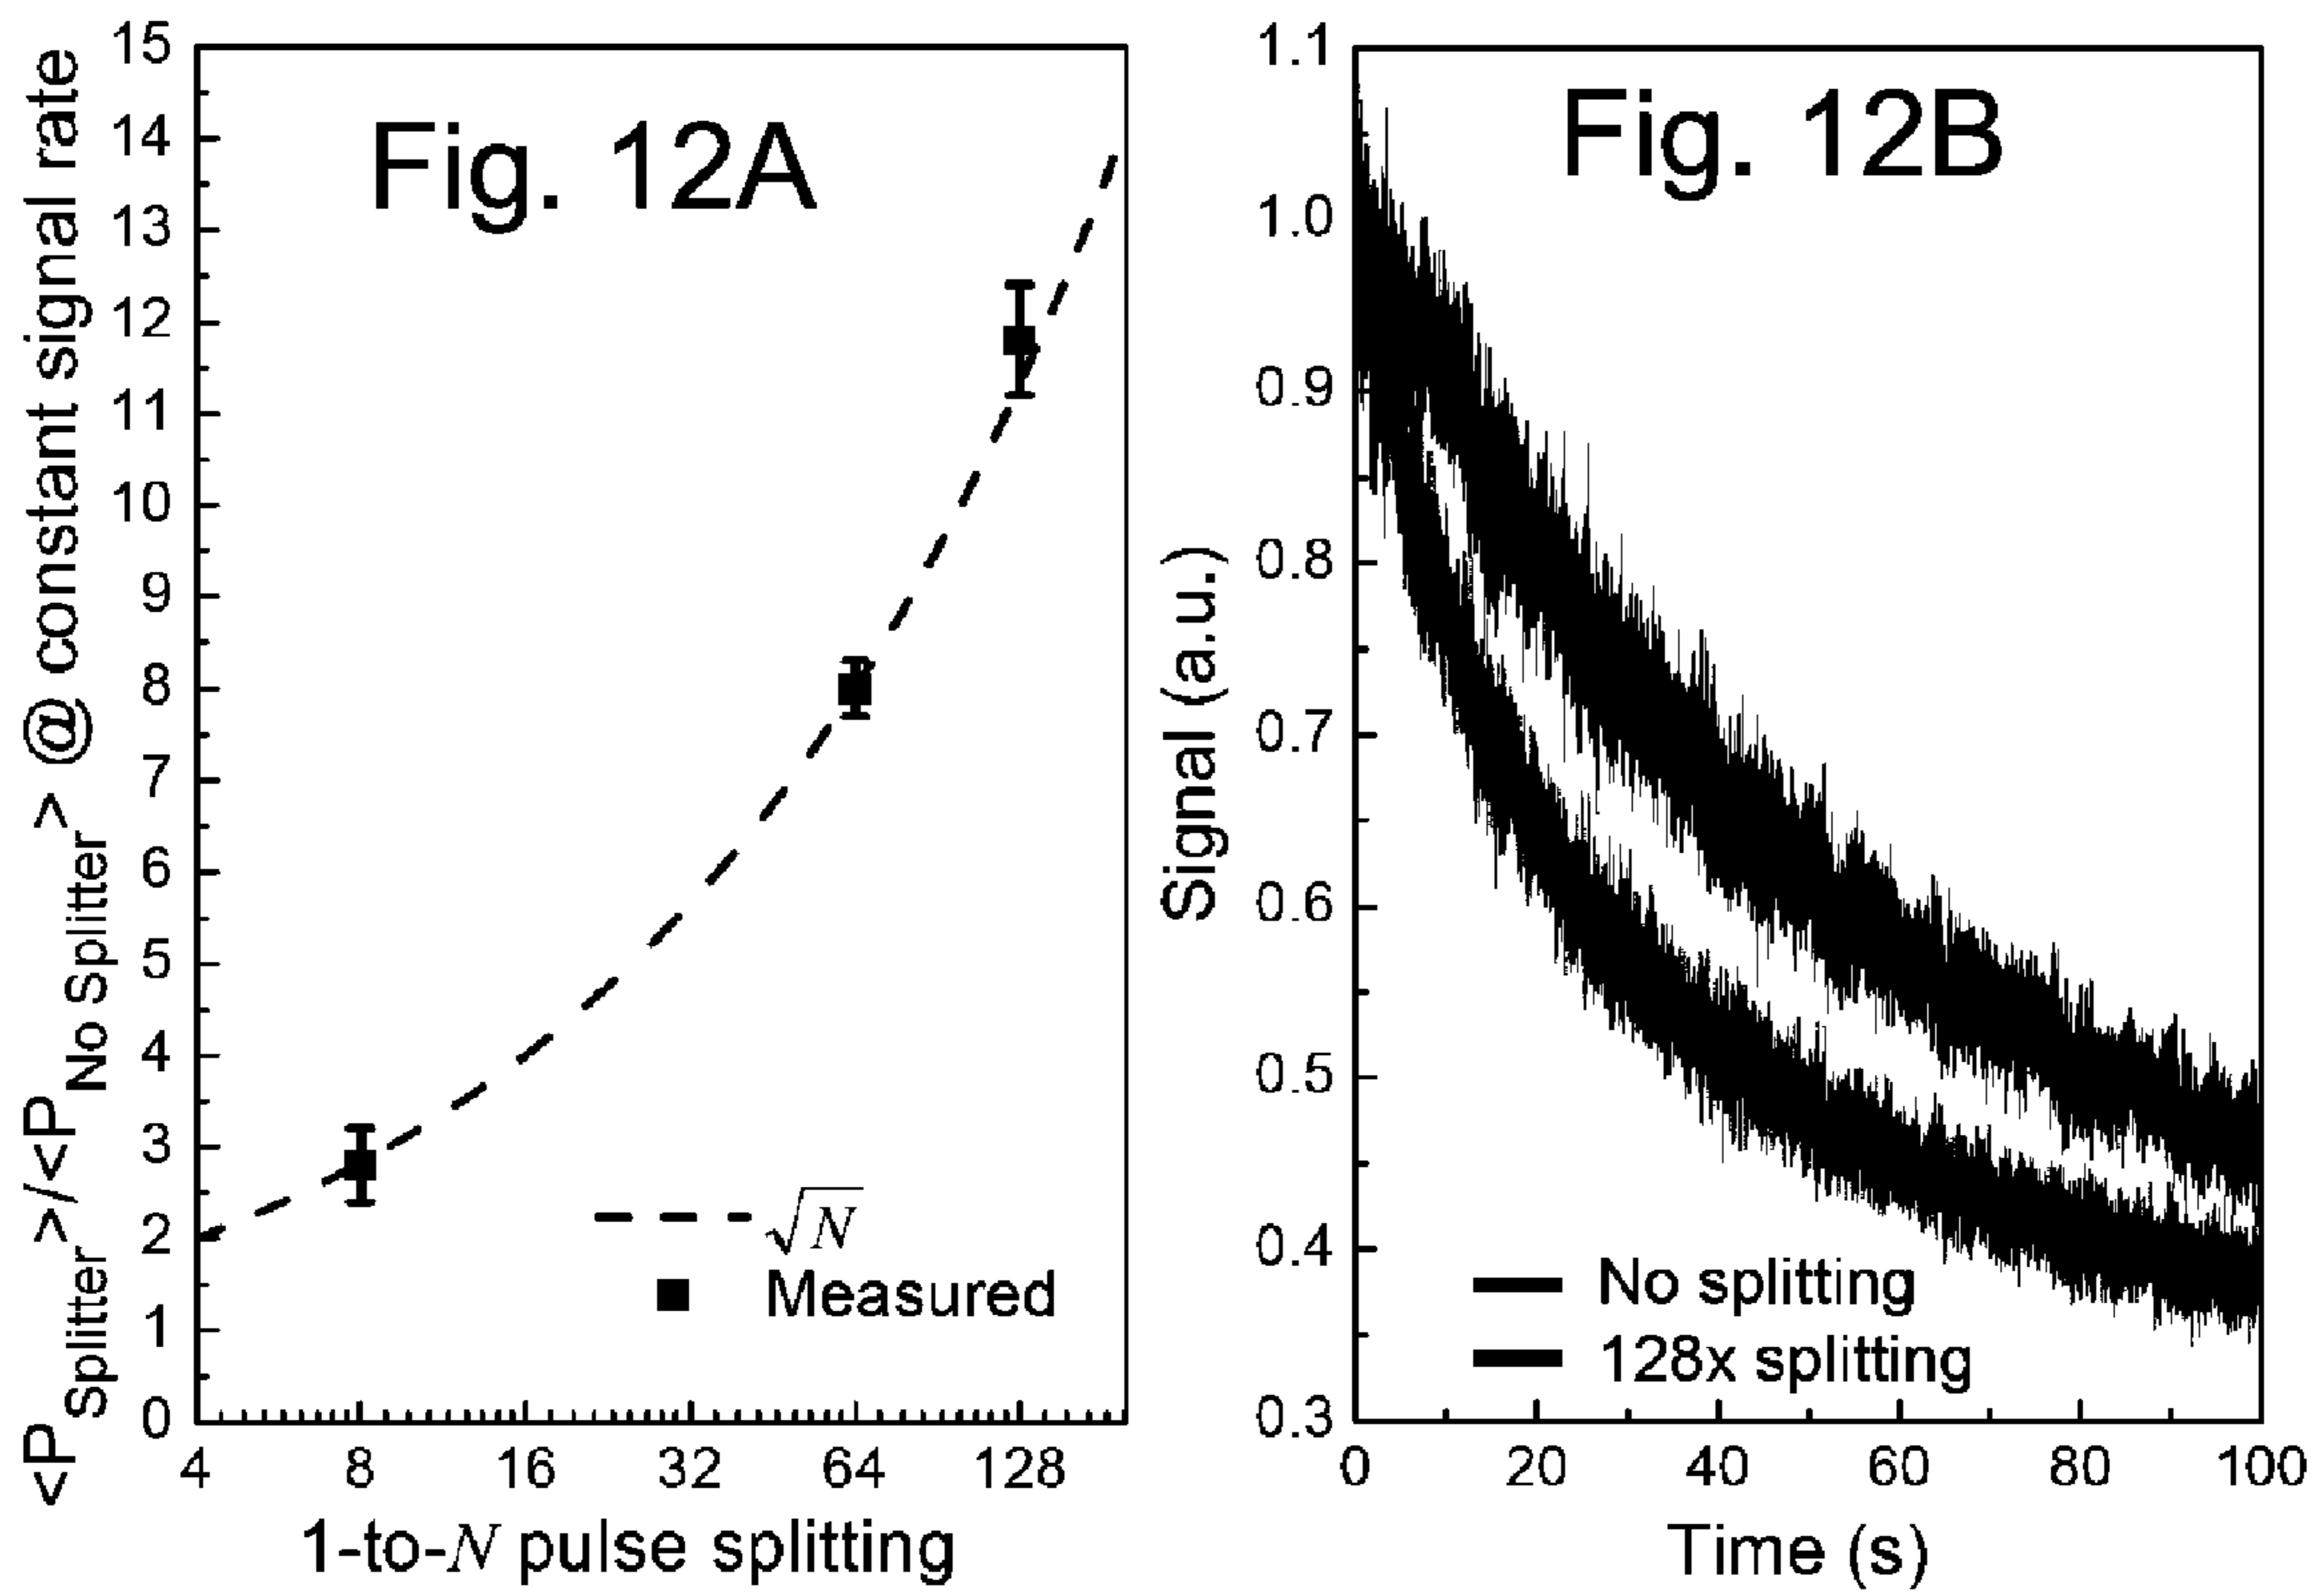 Fig. 12A
<P Splitter >/<P No Splitter > @ constant signal rate
15
14
13
12
11
10
9
8
7
6
5
4
3
2
1
0
√N
Measured
4 8 16 32 64 128
1-to-N pulse splitting
Fig. 12B
Signal (a.u.)
1.1
1.0
0.9
0.8
0.7
0.6
0.5
0.4
0.3
No splitting
128x splitting
0 20 40 60 80 100
Time (s)